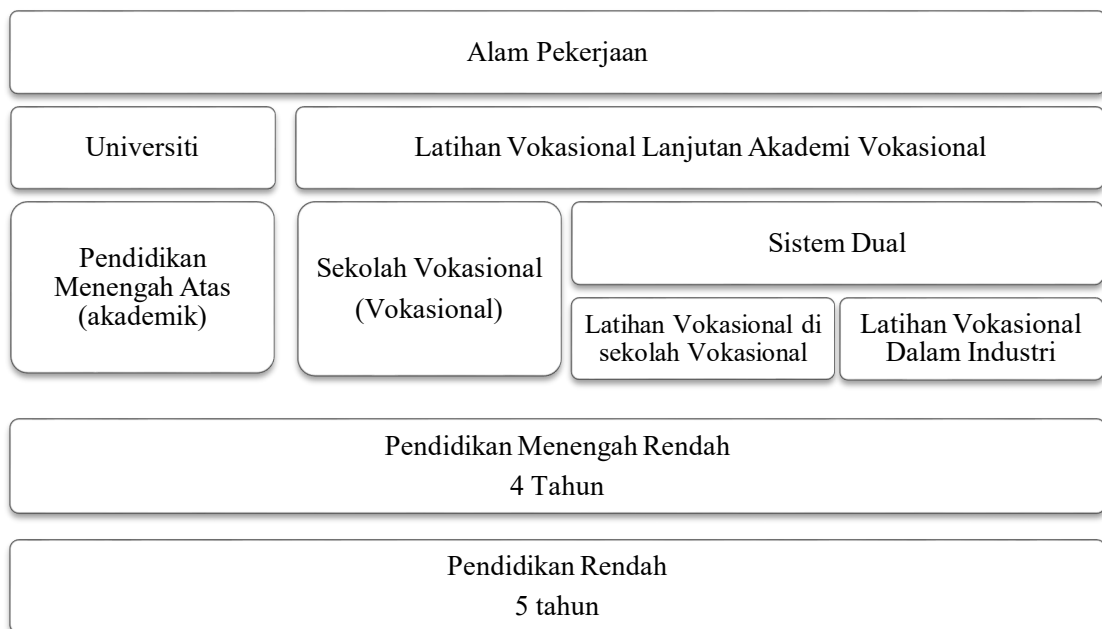 Alam Pekerjaan
Universiti
Latihan Vokasional Lanjutan Akademi Vokasional
Pendidikan
Menengah Atas
(akademik)
Sekolah Vokasional
(Vokasional)
Sistem Dual
Latihan Vokasional di
sekolah Vokasional
Latihan Vokasional
Dalam Industri
Pendidikan Menengah Rendah
4 Tahun
Pendidikan Rendah
5 tahun